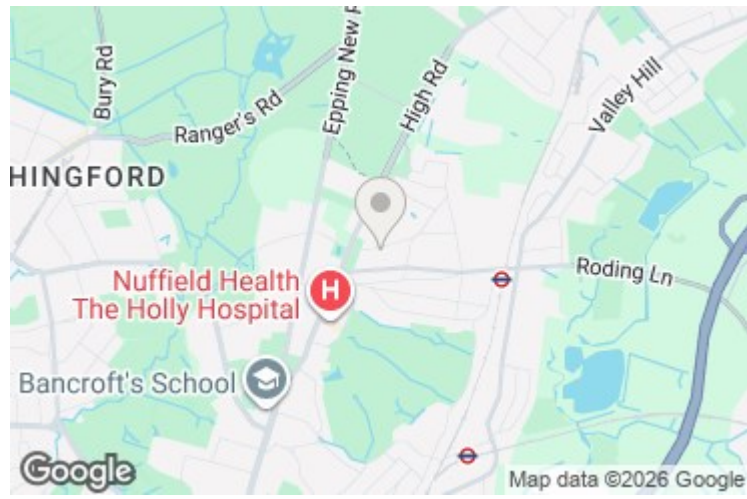 Bury Rd
Ranger's Rd
Epping New R
High Rd
Valley Hill
HINGFORD
Nuffield Health
The Holly Hospital
H
Roding Ln
Bancroft's School
Google
Map data ©2026 Google